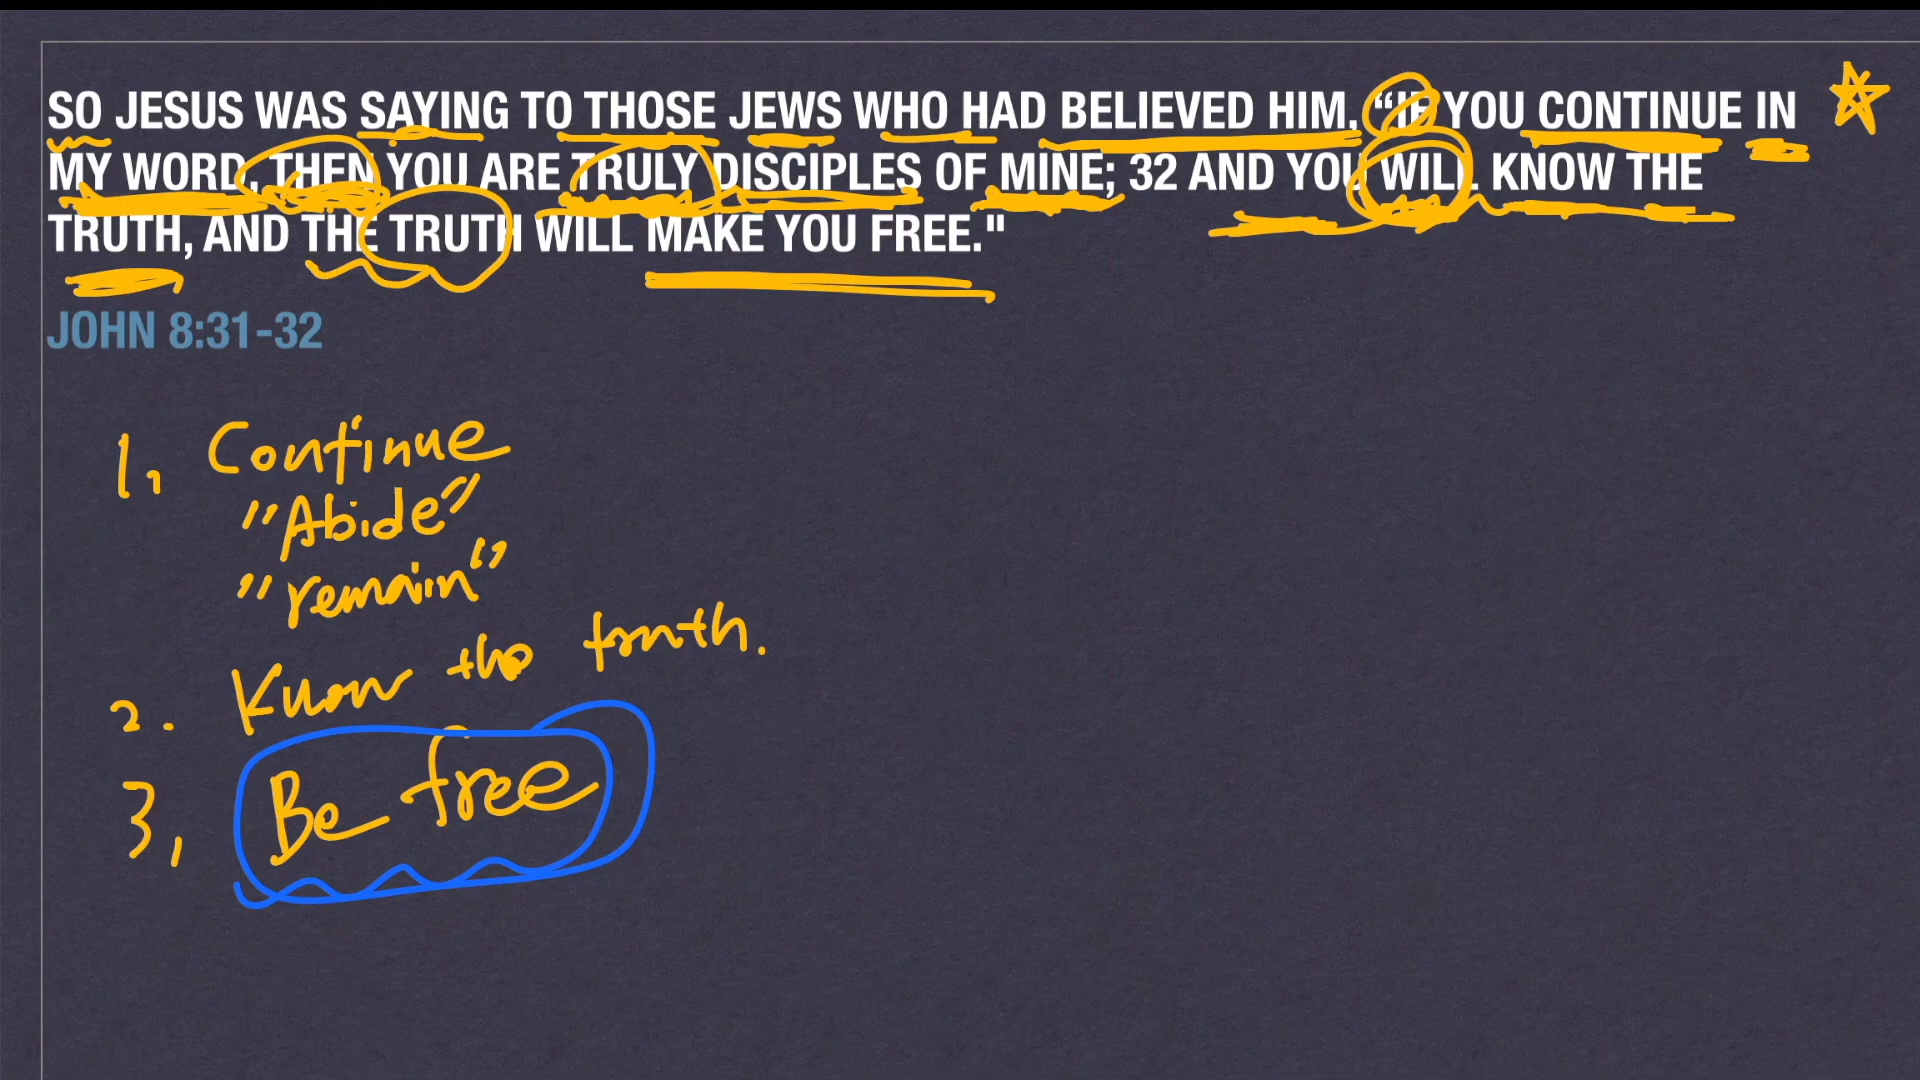 SO JESUS WAS SAYING TO THOSE JEWS WHO HAD BELIEVED HIM, “IF YOU CONTINUE IN
MY WORD, THEN YOU ARE TRULY DISCIPLES OF MINE; 32 AND YOU WILL KNOW THE
TRUTH, AND THE TRUTH WILL MAKE YOU FREE."
JOHN 8:31-32
1, Continue
"Abide"
"remain"
2. Know the truth.
3, Be free